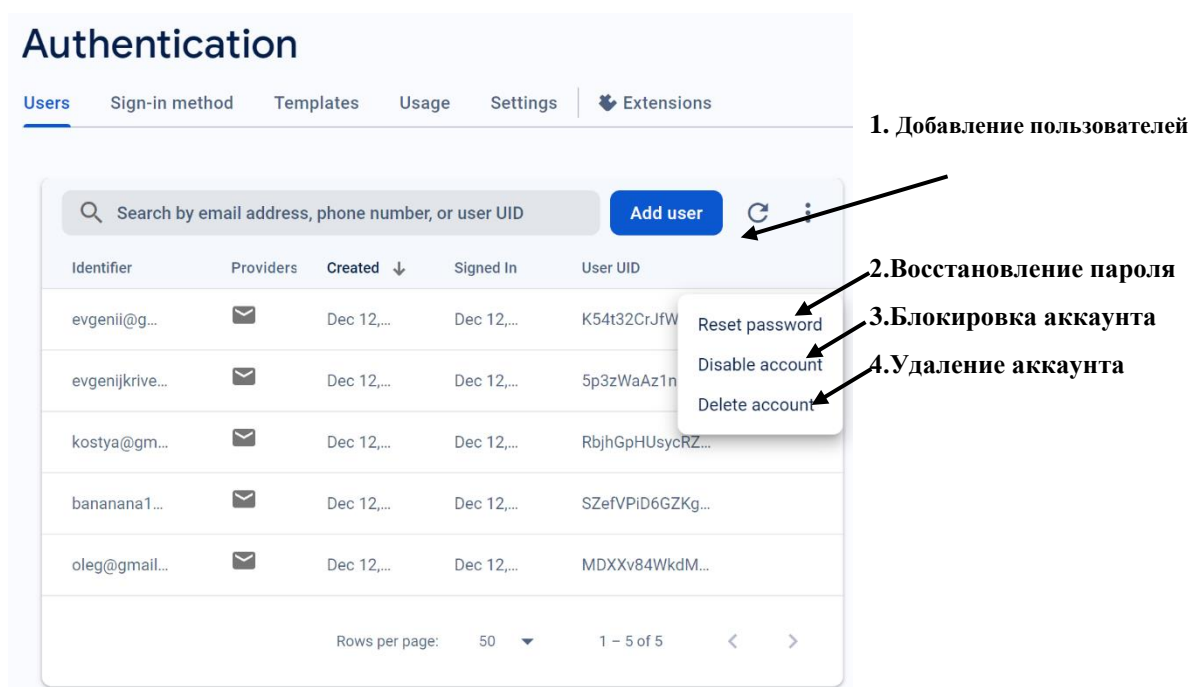 Authentication
Users Sign-in method Templates Usage Settings Extensions
1. Добавление пользователей
Search by email address, phone number, or user UID Add user
Identifier Providers Created Signed In User UID
2.Восстановление пароля
evgenii@g... Dec 12,... Dec 12,... K54t32CrJfW
Reset password
3.Блокировка аккаунта
Disable account
4.Удаление аккаунта
evgenijkrive... Dec 12,... Dec 12,... 5p3zWaAz1n
Delete account
kostya@gm... Dec 12,... Dec 12,... RbjhGpHUsycRZ...
bananana1... Dec 12,... Dec 12,... SZefVPiD6GZKg...
oleg@gmail... Dec 12,... Dec 12,... MDXXv84WkdM...
Rows per page: 50 1 – 5 of 5